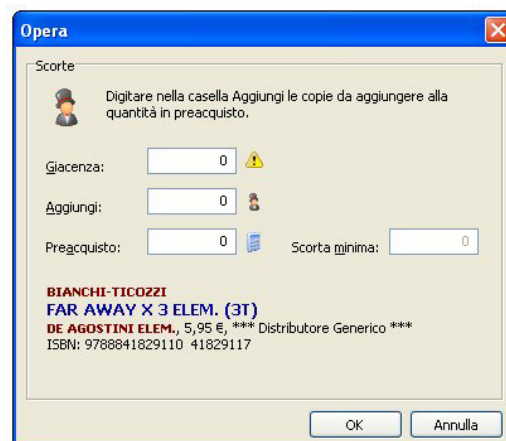 Opera
Scorte
Digitare nella casella Aggiungi le copie da aggiungere alla
quantità in preacquisto.
Giacenza: 0
Aggiungi: 0
Preacquisto: 0 Scorta minima: 0
BIANCHI-TICOZZI
FAR AWAY X 3 ELEM. (3T)
DE AGOSTINI ELEM., 5,95 €, *** Distributore Generico ***
ISBN: 9788841829110 41829117
OK Annulla